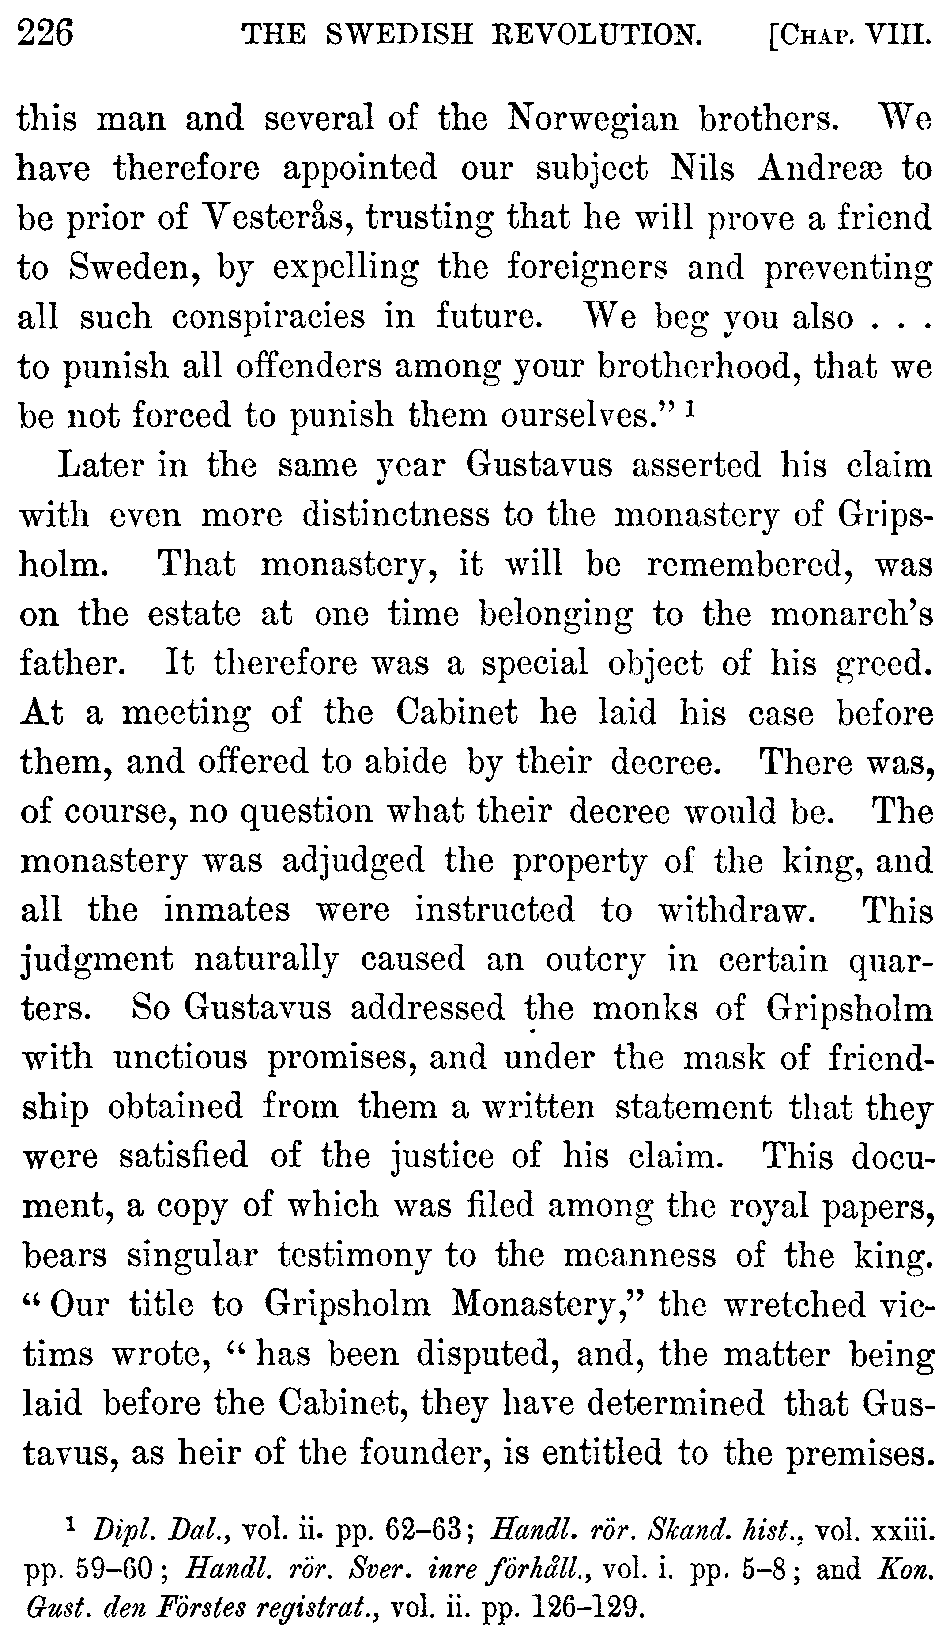 226 THE SWEDISH REVOLUTION. [CHAP. VIII.
this man and several of the Norwegian brothers. We
have therefore appointed our subject Nils Andreæ to
be prior of Vesterås, trusting that he will prove a friend
to Sweden, by expelling the foreigners and preventing
all such conspiracies in future. We beg you also . . .
to punish all offenders among your brotherhood, that we
be not forced to punish them ourselves.” ¹
Later in the same year Gustavus asserted his claim
with even more distinctness to the monastery of Grips-
holm. That monastery, it will be remembered, was
on the estate at one time belonging to the monarch’s
father. It therefore was a special object of his greed.
At a meeting of the Cabinet he laid his case before
them, and offered to abide by their decree. There was,
of course, no question what their decree would be. The
monastery was adjudged the property of the king, and
all the inmates were instructed to withdraw. This
judgment naturally caused an outcry in certain quar-
ters. So Gustavus addressed the monks of Gripsholm
with unctious promises, and under the mask of friend-
ship obtained from them a written statement that they
were satisfied of the justice of his claim. This docu-
ment, a copy of which was filed among the royal papers,
bears singular testimony to the meanness of the king.
“Our title to Gripsholm Monastery,” the wretched vic-
tims wrote, “has been disputed, and, the matter being
laid before the Cabinet, they have determined that Gus-
tavus, as heir of the founder, is entitled to the premises.
¹ Dipl. Dal., vol. ii. pp. 62–63; Handl. rör. Skand. hist., vol. xxiii.
pp. 59–60; Handl. rör. Sver. inre förhåll., vol. i. pp. 5–8; and Kon.
Gust. den Förstes registrat., vol. ii. pp. 126–129.